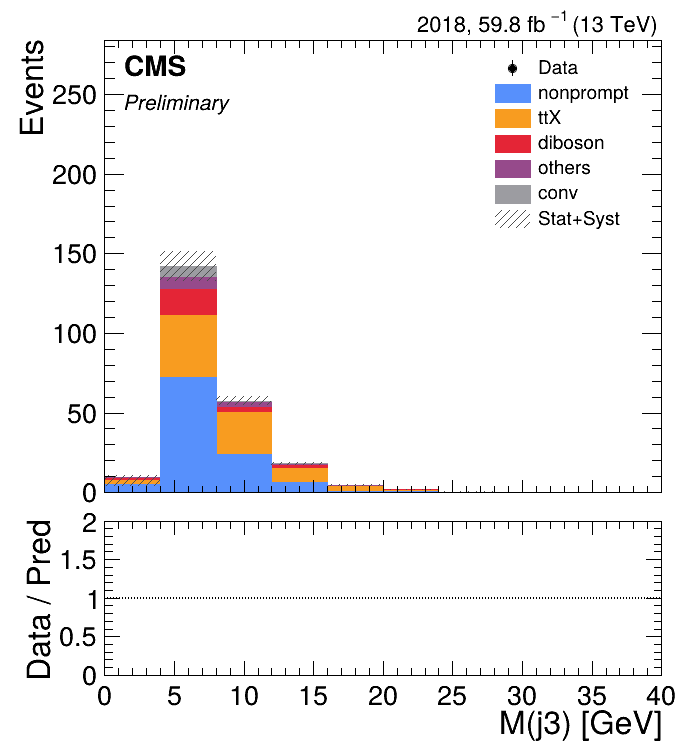 2018, 59.8 fb⁻¹ (13 TeV)
CMS
Preliminary
Events
250
200
150
100
50
0
Data
nonprompt
ttX
diboson
others
conv
Stat+Syst
Data / Pred
2
1.5
1
0.5
0
0 5 10 15 20 25 30 35 40
M(j3) [GeV]